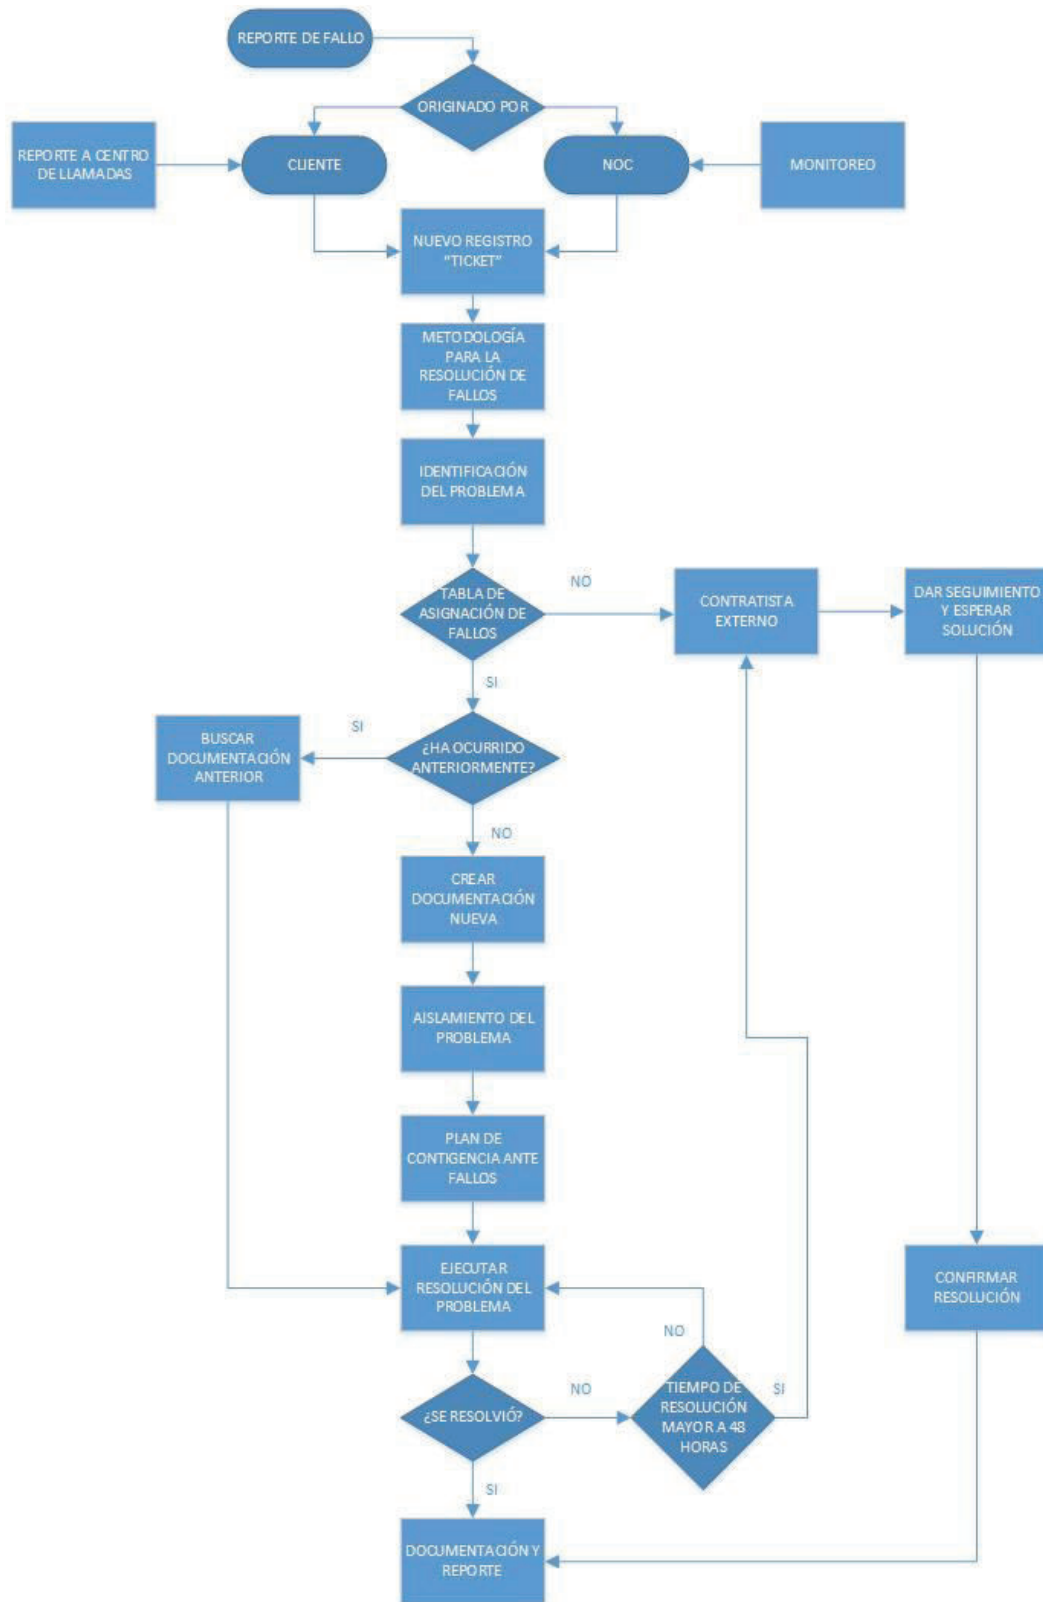 REPORTE DE FALLO
ORIGINADO POR
REPORTE A CENTRO
DE LLAMADAS
CLIENTE
NOC
MONITOREO
NUEVO REGISTRO
"TICKET"
METODOLOGÍA
PARA LA
RESOLUCIÓN DE
FALLOS
IDENTIFICACIÓN
DEL PROBLEMA
TABLA DE
ASIGNACIÓN DE
FALLOS
NO
CONTRATISTA
EXTERNO
DAR SEGUIMIENTO
Y ESPERAR
SOLUCIÓN
SI
¿HA OCURRIDO
ANTERIORMENTE?
SI
BUSCAR
DOCUMENTACIÓN
ANTERIOR
NO
CREAR
DOCUMENTACIÓN
NUEVA
AISLAMIENTO DEL
PROBLEMA
PLAN DE
CONTIGENCIA ANTE
FALLOS
EJECUTAR
RESOLUCIÓN DEL
PROBLEMA
CONFIRMAR
RESOLUCIÓN
NO
¿SE RESOLVIÓ?
NO
TIEMPO DE
RESOLUCIÓN
MAYOR A 48
HORAS
SI
SI
DOCUMENTACIÓN Y
REPORTE